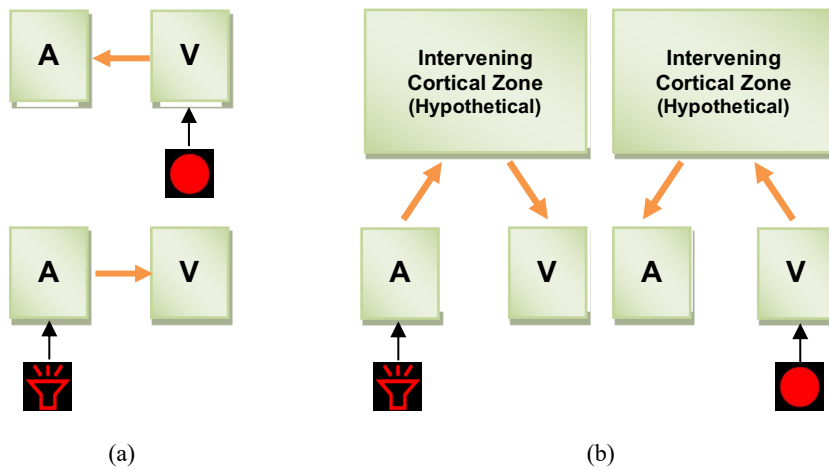 A V
Intervening
Cortical Zone
(Hypothetical)
Intervening
Cortical Zone
(Hypothetical)
A V
A V A V
(a) (b)